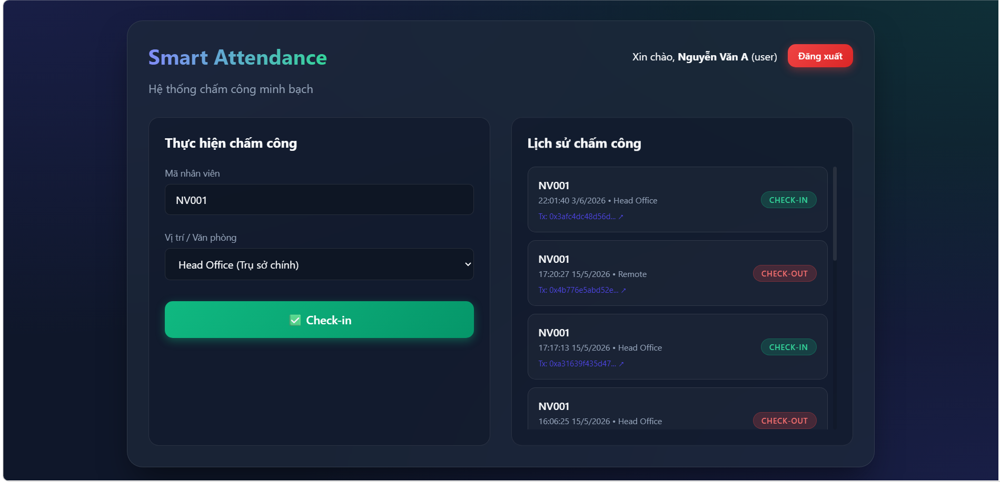 Smart Attendance
Xin chào, Nguyễn Văn A (user)
Đăng xuất
Hệ thống chấm công minh bạch
Thực hiện chấm công
Mã nhân viên
NV001
Vị trí / Văn phòng
Head Office (Trụ sở chính)
✅ Check-in
Lịch sử chấm công
NV001
22:01:40 3/6/2026 • Head Office
Tx: 0x3afc4dc48d56d... ↗
CHECK-IN
NV001
17:20:27 15/5/2026 • Remote
Tx: 0x4b776e5abd52e... ↗
CHECK-OUT
NV001
17:17:13 15/5/2026 • Head Office
Tx: 0xa31639f435d47... ↗
CHECK-IN
NV001
16:06:25 15/5/2026 • Head Office
CHECK-OUT